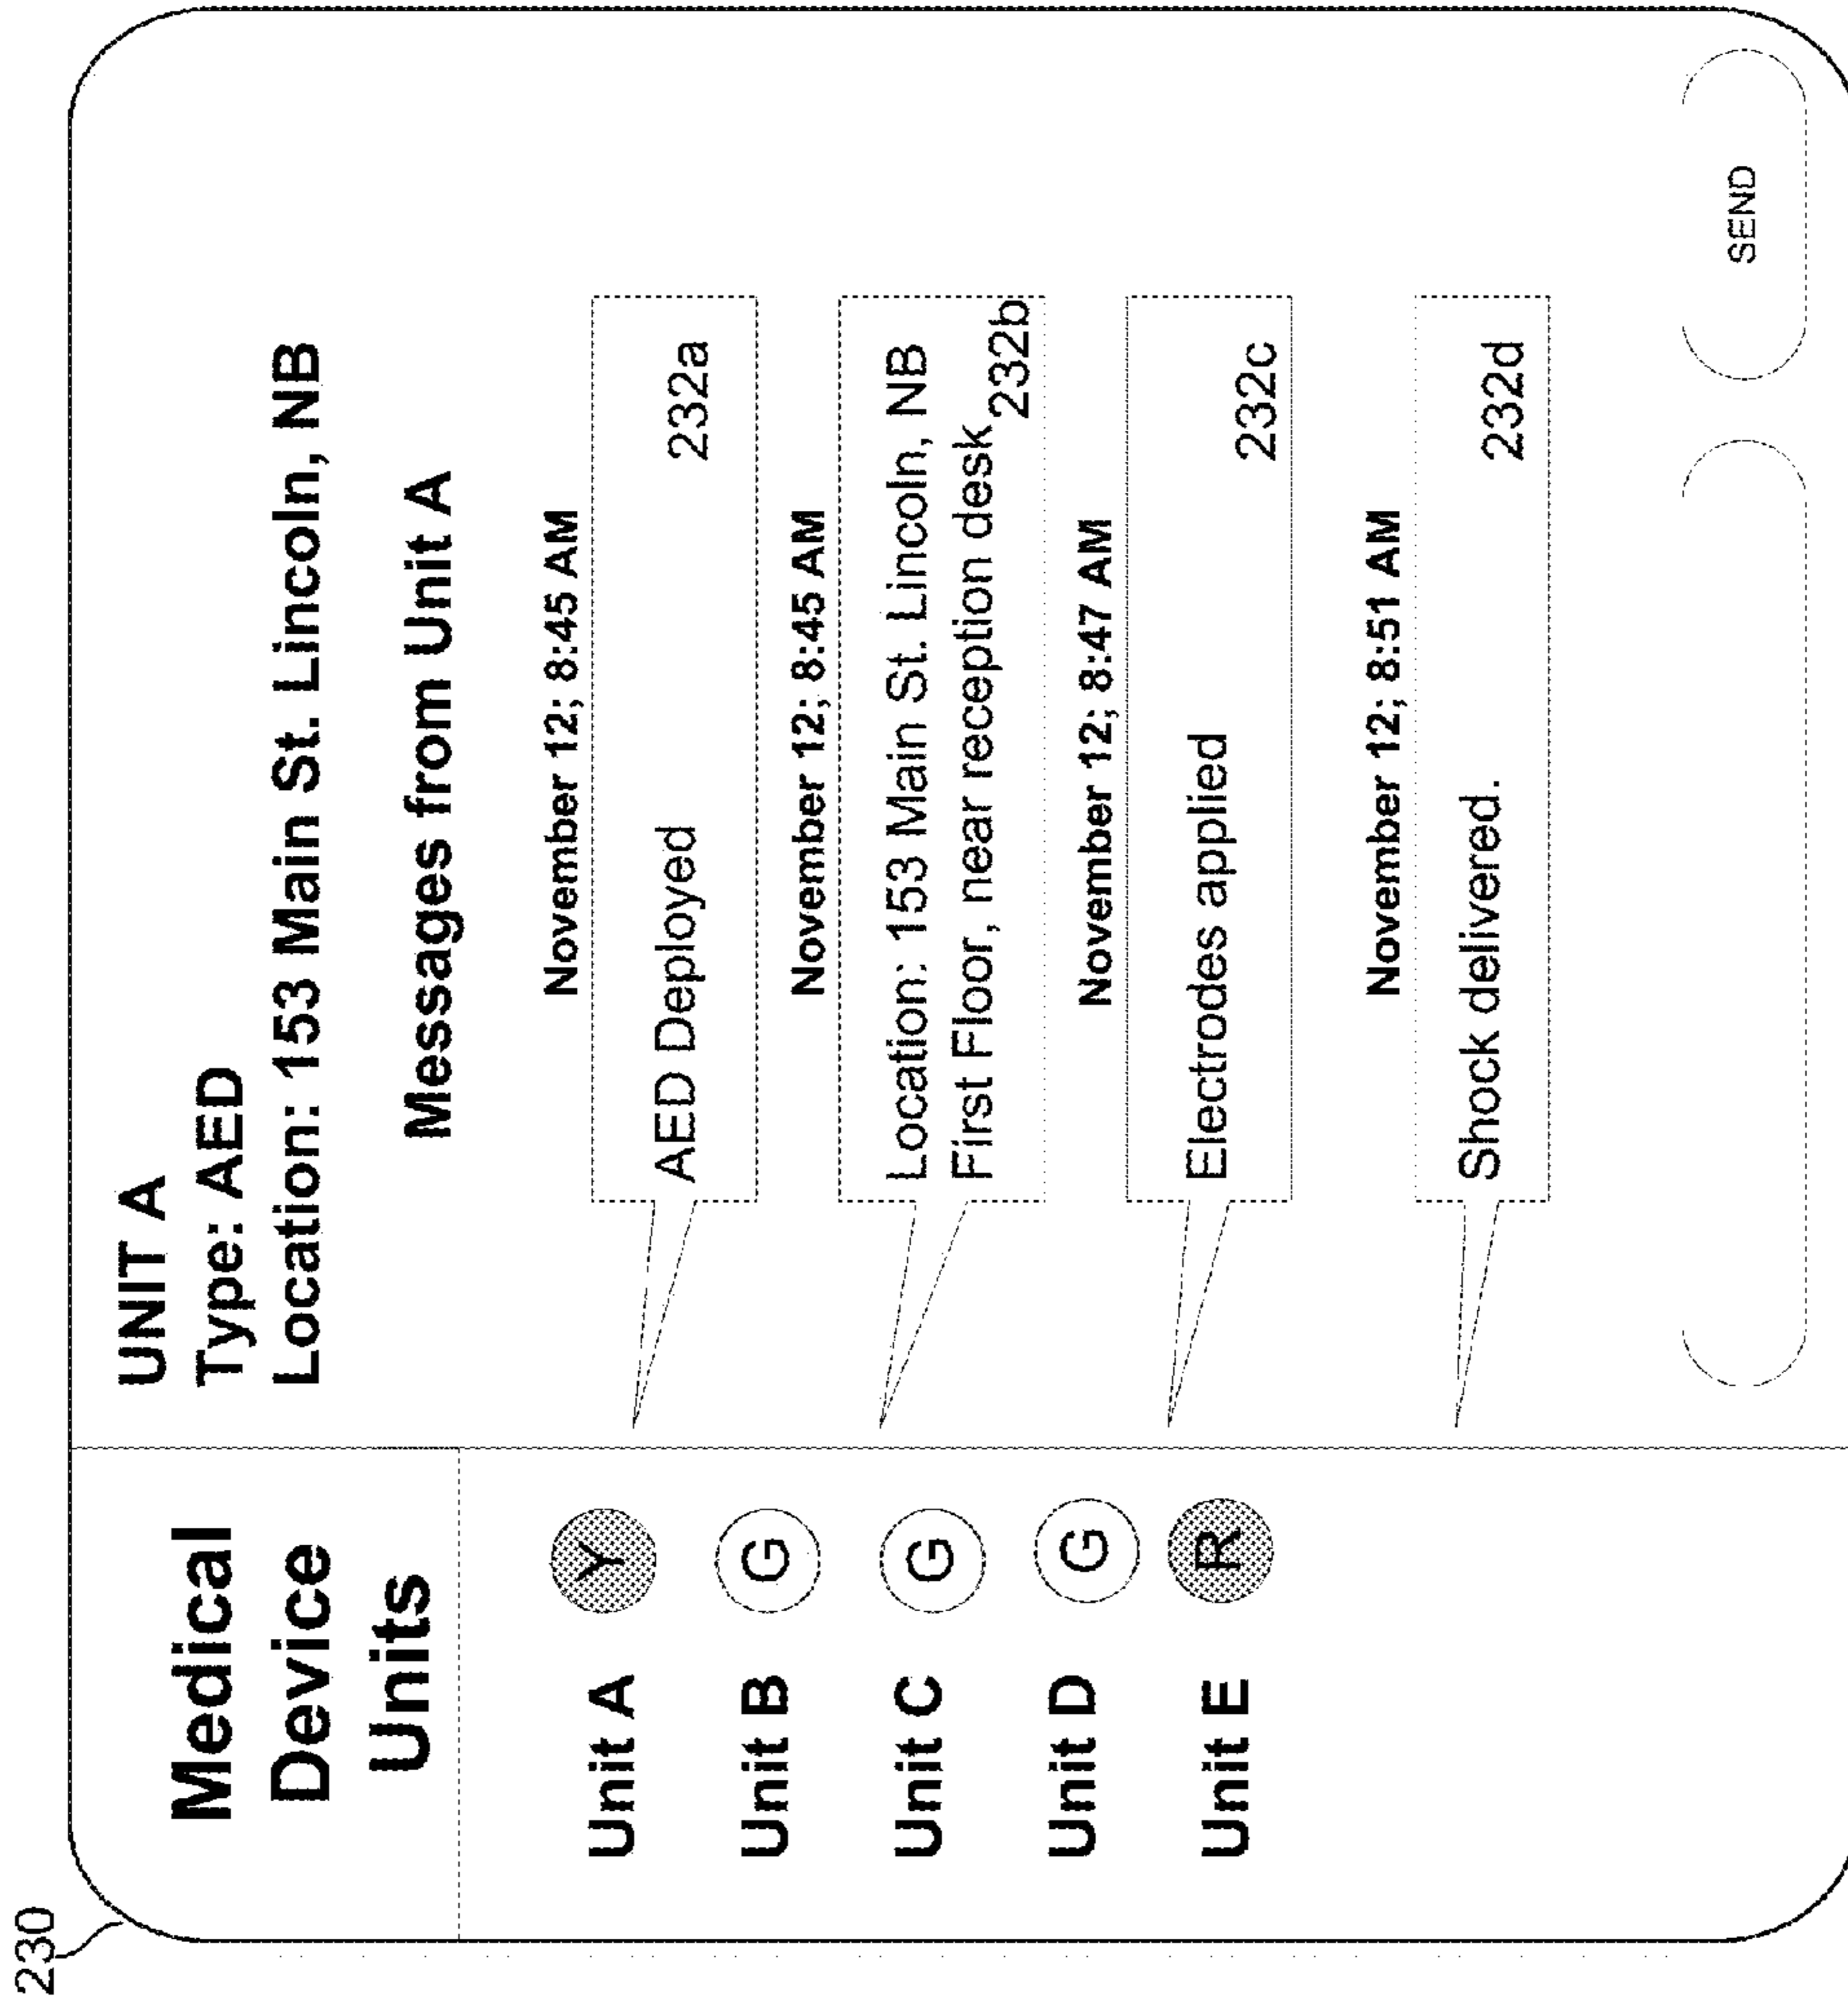 230
Medical
Device
Units
Unit A Y
Unit B G
Unit C G
Unit D G
Unit E R
UNIT A
Type: AED
Location: 153 Main St. Lincoln, NB
Messages from Unit A
November 12; 8:45 AM
AED Deployed
232a
November 12; 8:45 AM
Location: 153 Main St. Lincoln, NB
First Floor, near reception desk
232b
November 12; 8:47 AM
Electrodes applied
232c
November 12; 8:51 AM
Shock delivered.
232d
SEND